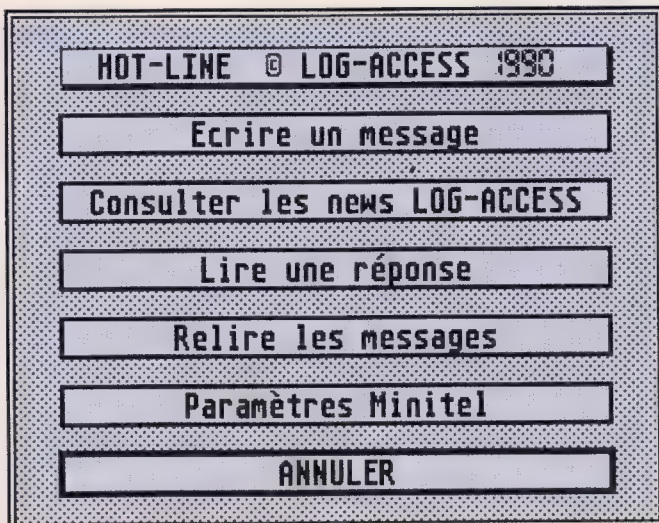 HOT-LINE © LOG-ACCESS 1990
Ecrire un message
Consulter les news LOG-ACCESS
Lire une réponse
Relire les messages
Paramètres Minitel
ANNULER